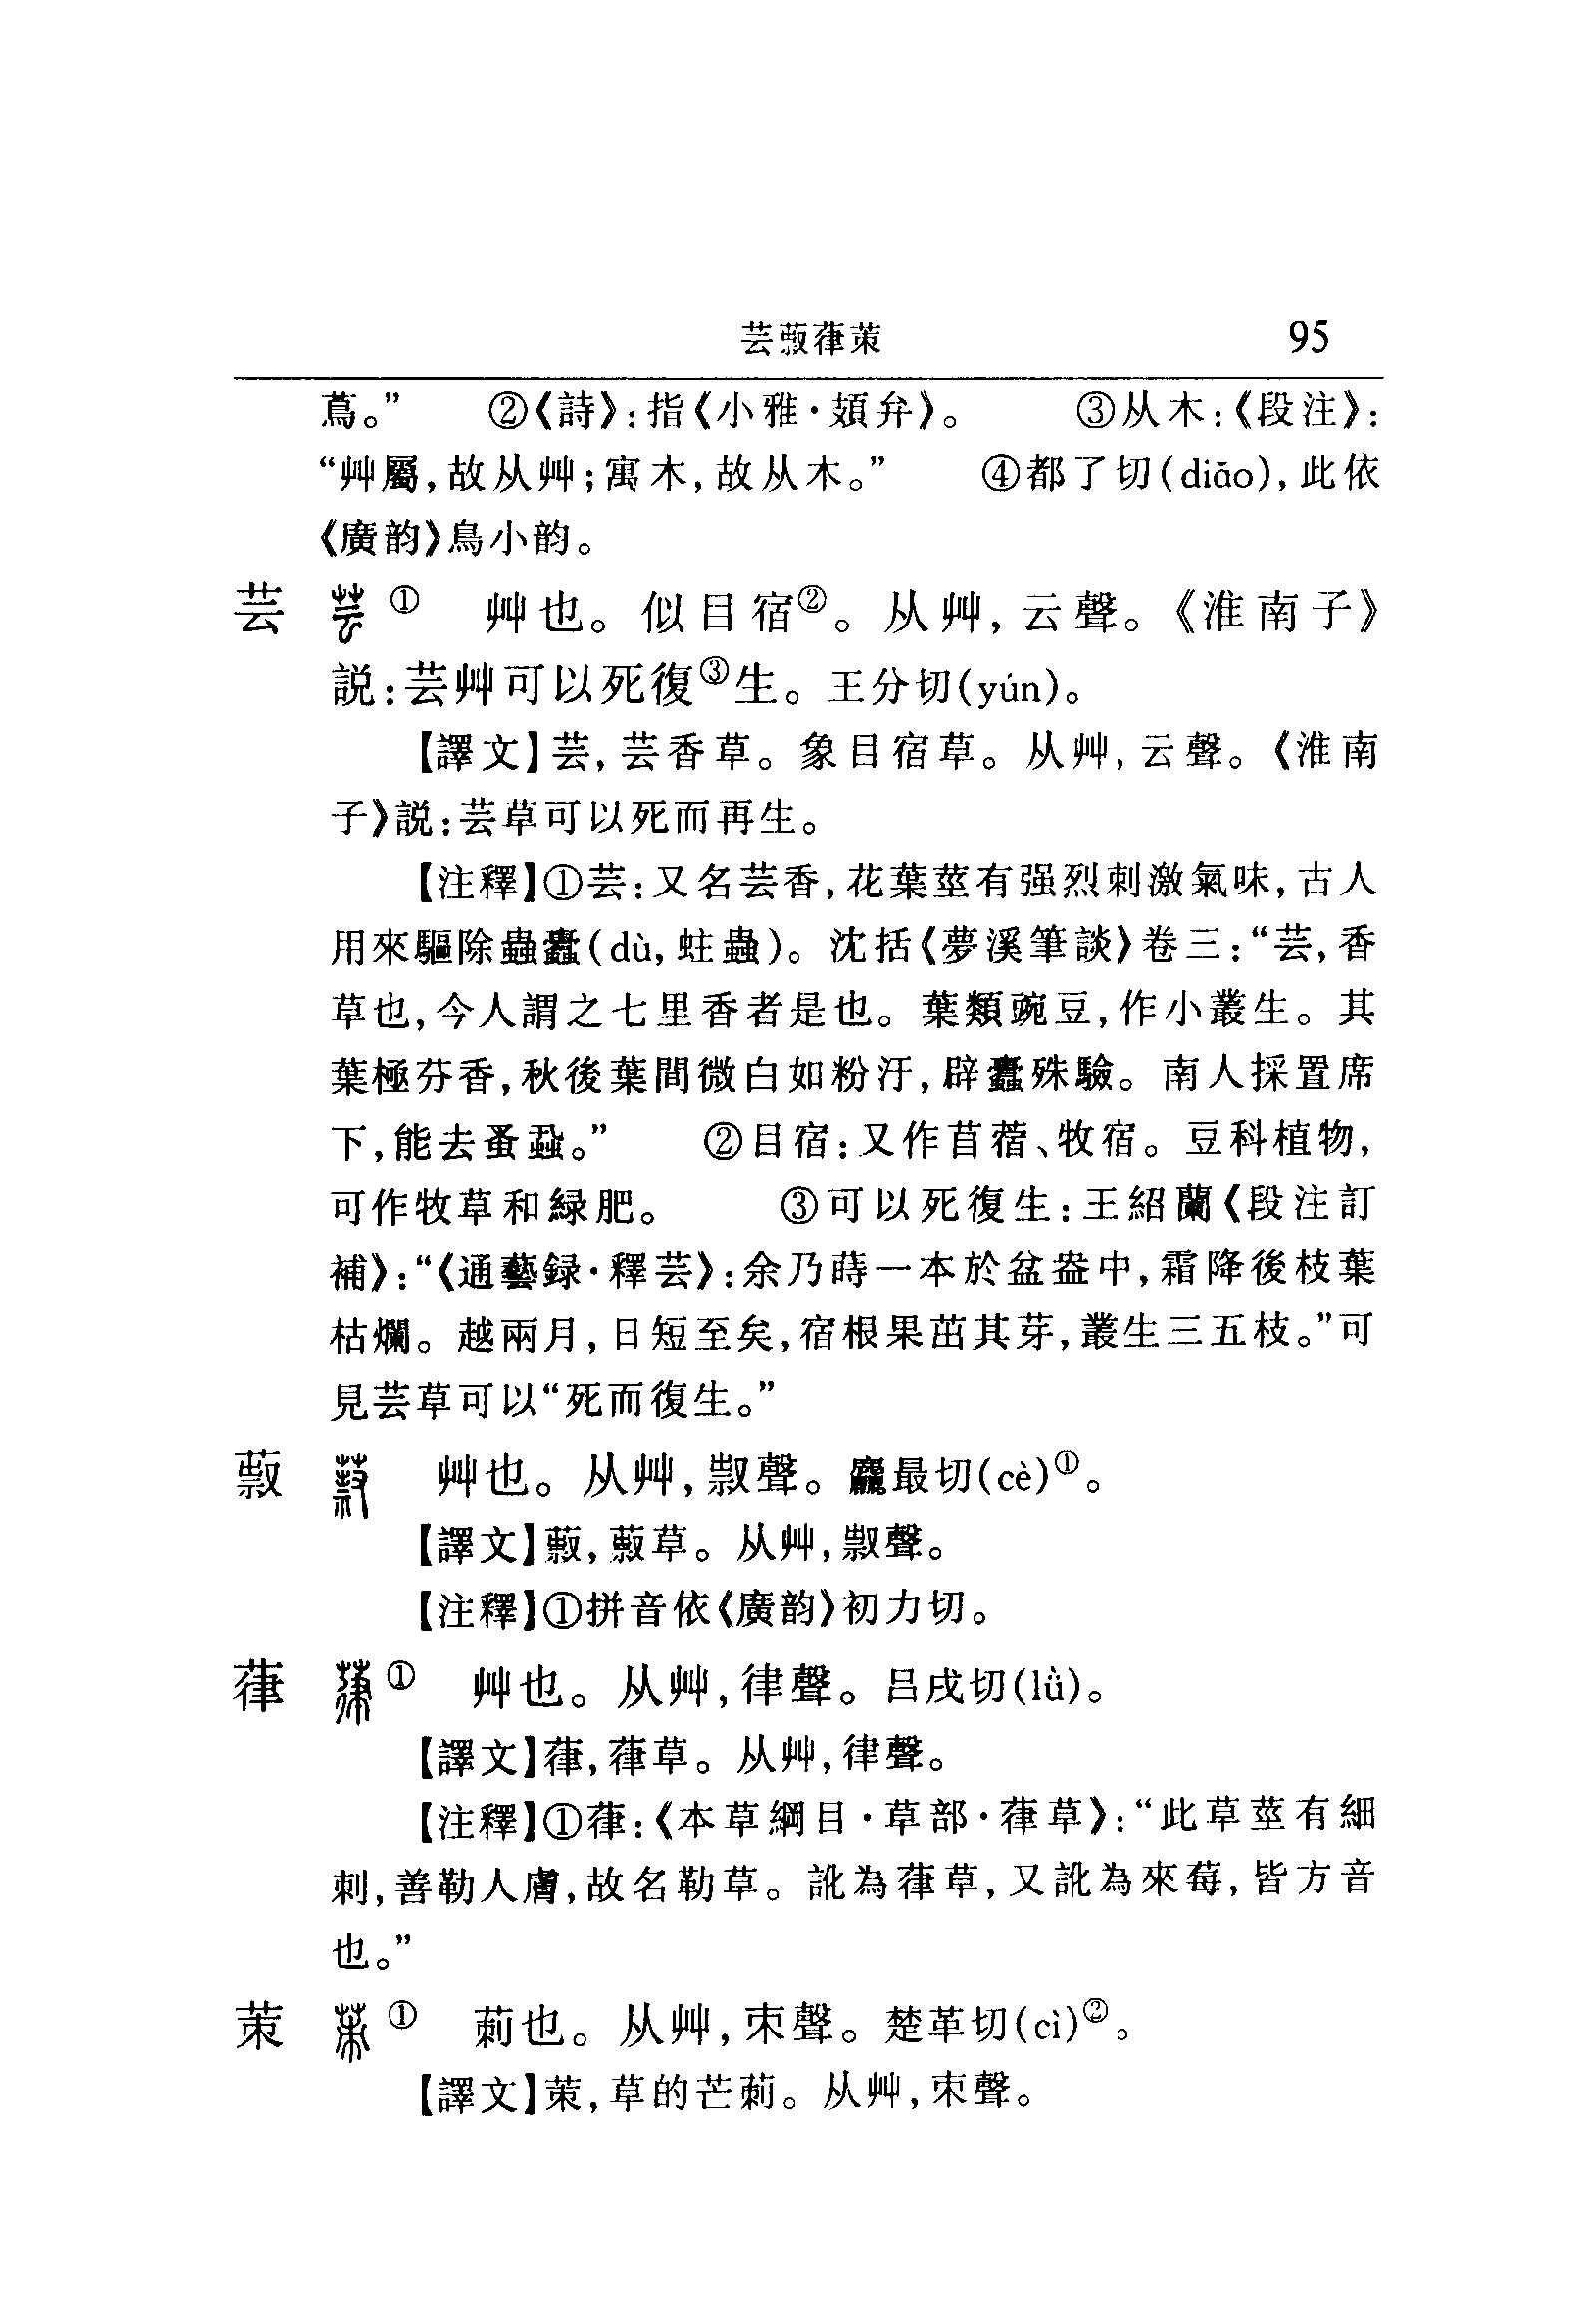 芸𦽏葎茦 95
蔦。” ②《詩》:指《小雅·頍弁》。 ③从木:《段注》:
“艸屬,故从艸;寓木,故从木。” ④都了切(diǎo),此依
《廣韵》鳥小韵。
芸 ① 艸也。似目宿②。从艸,云聲。《淮南子》
説:芸艸可以死復③生。王分切(yún)。
【譯文】芸,芸香草。象目宿草。从艸,云聲。《淮南
子》説:芸草可以死而再生。
【注釋】①芸:又名芸香,花葉莖有强烈刺激氣味,古人
用來驅除蟲蠹(dù,蛀蟲)。沈括《夢溪筆談》卷三:“芸,香
草也,今人謂之七里香者是也。葉類豌豆,作小叢生。其
葉極芬香,秋後葉間微白如粉汙,辟蠹殊驗。南人採置席
下,能去蚤蝨。” ②目宿:又作苜蓿、牧宿。豆科植物,
可作牧草和緑肥。 ③可以死復生:王紹蘭《段注訂
補》:“《通藝録·釋芸》:余乃蒔一本於盆盎中,霜降後枝葉
枯爛。越兩月,日短至矣,宿根果茁其芽,叢生三五枝。”可
見芸草可以“死而復生。”
𦽏 艸也。从艸,㕞聲。麤最切(cè)①。
【譯文】𦽏,𦽏草。从艸,㕞聲。
【注釋】①拼音依《廣韵》初力切。
葎 ① 艸也。从艸,律聲。吕戌切(lǜ)。
【譯文】葎,葎草。从艸,律聲。
【注釋】①葎:《本草綱目·草部·葎草》:“此草莖有細
刺,善勒人膚,故名勒草。訛為葎草,又訛為來莓,皆方音
也。”
茦 ① 莿也。从艸,朿聲。楚革切(cì)②。
【譯文】茦,草的芒莿。从艸,朿聲。